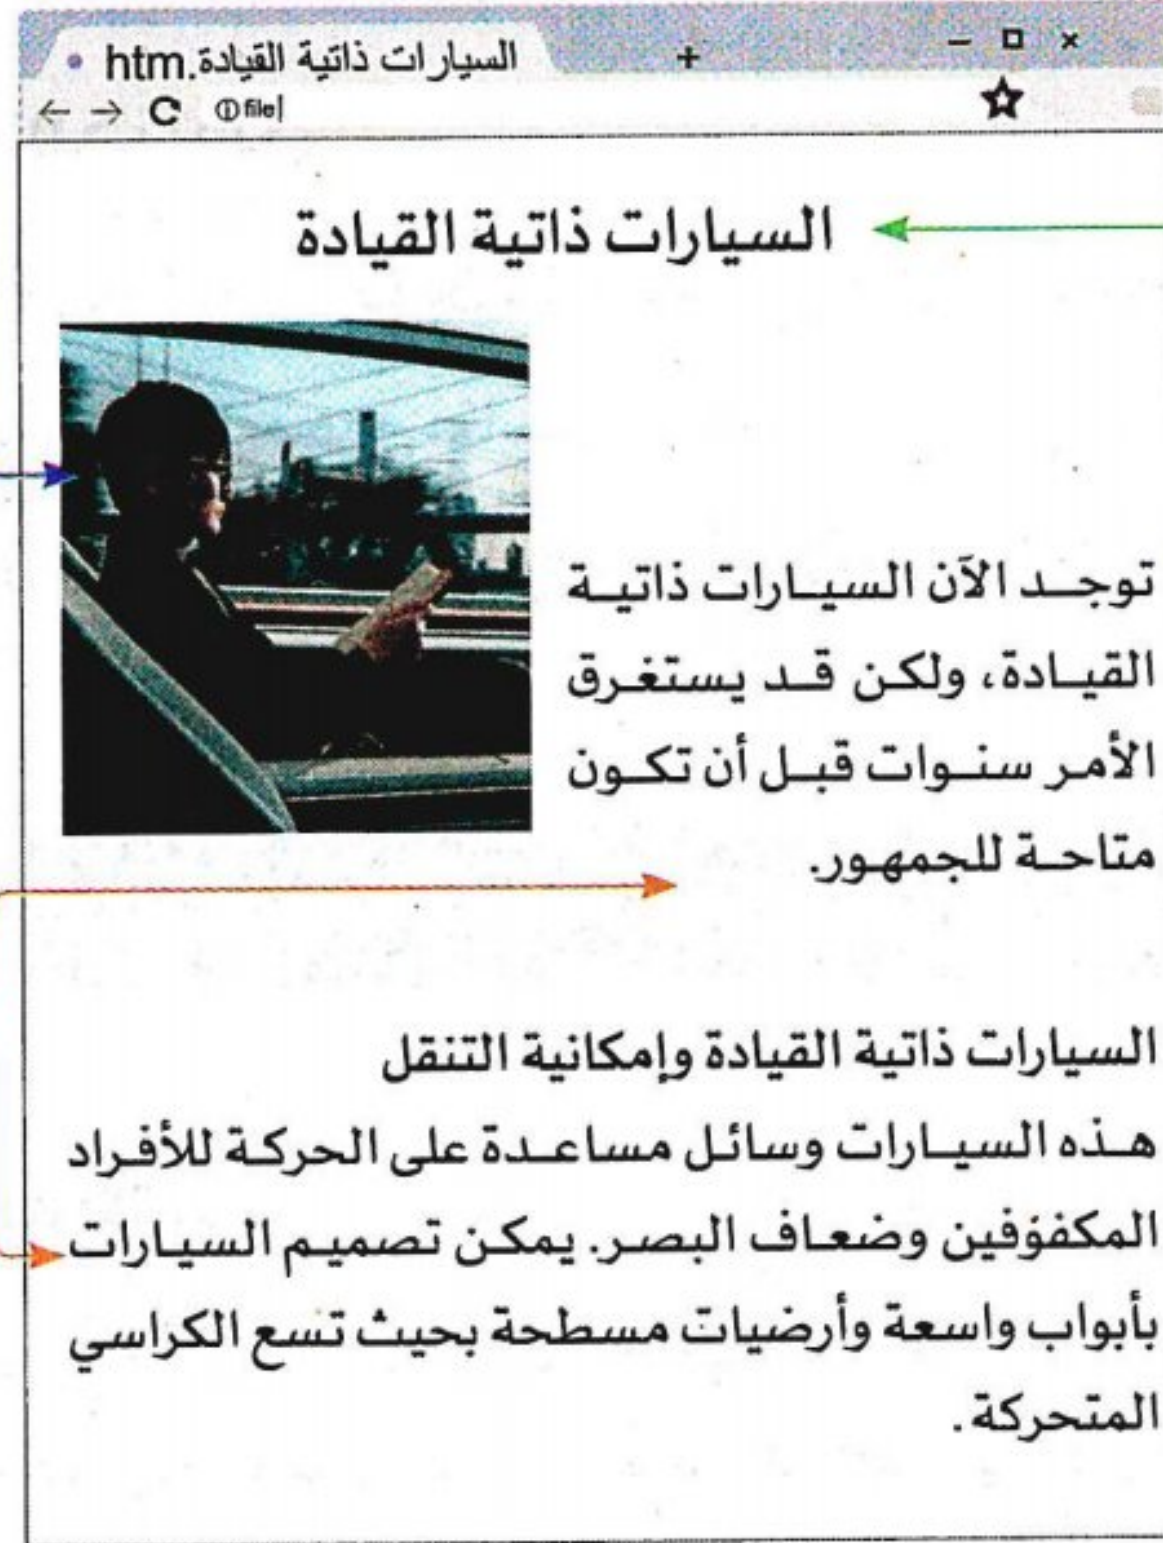 السيارات ذاتية القيادة.htm
file
السيارات ذاتية القيادة
توجد الآن السيارات ذاتية
القيادة، ولكن قد يستغرق
الأمر سنوات قبل أن تكون
متاحة للجمهور.
السيارات ذاتية القيادة وإمكانية التنقل
هذه السيارات وسائل مساعدة على الحركة للأفراد
المكفوفين وضعاف البصر. يمكن تصميم السيارات
بأبواب واسعة وأرضيات مسطحة بحيث تسع الكراسي
المتحركة.